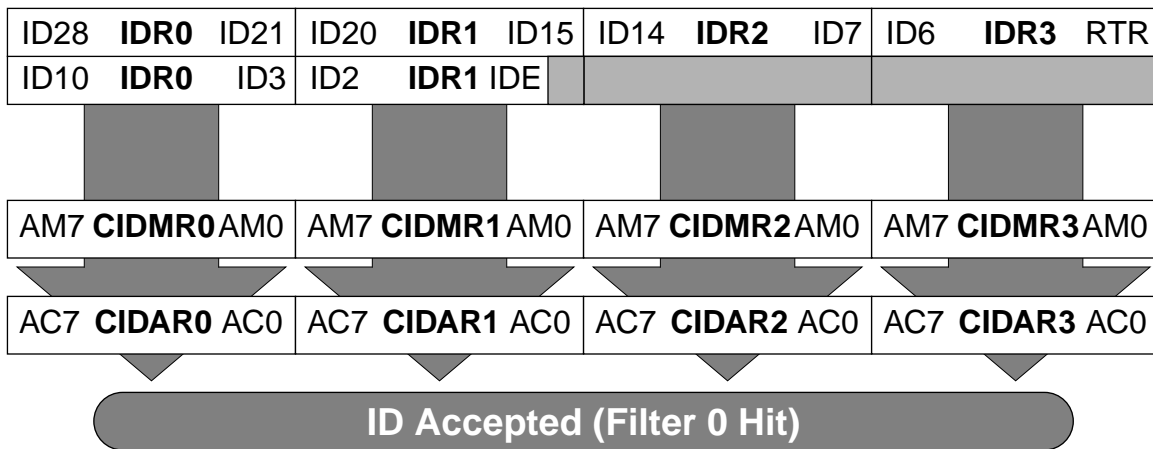 ID28 IDR0 ID21 ID20 IDR1 ID15 ID14 IDR2 ID7 ID6 IDR3 RTR
ID10 IDR0 ID3 ID2 IDR1 IDE
AM7 CIDMR0 AM0 AM7 CIDMR1 AM0 AM7 CIDMR2 AM0 AM7 CIDMR3 AM0
AC7 CIDAR0 AC0 AC7 CIDAR1 AC0 AC7 CIDAR2 AC0 AC7 CIDAR3 AC0
ID Accepted (Filter 0 Hit)